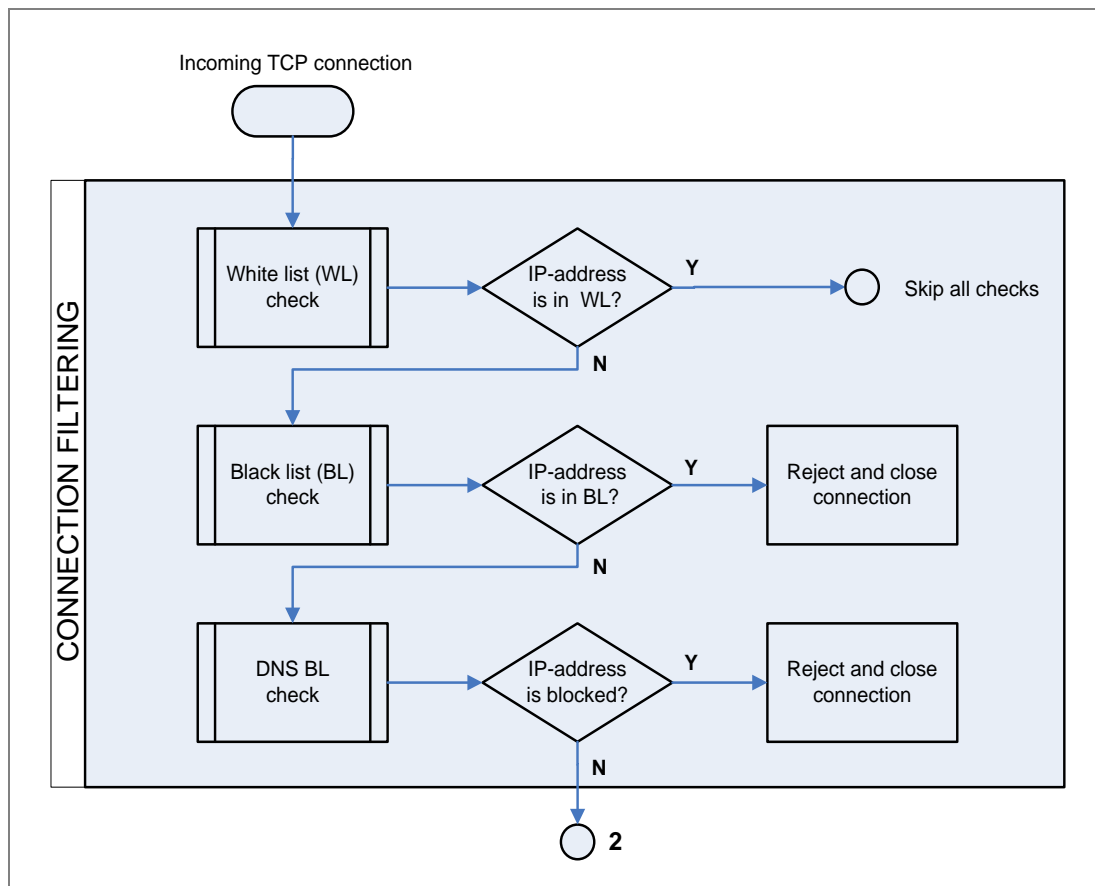 Incoming TCP connection
CONNECTION FILTERING
White list (WL)
check
IP-address
is in WL?
Y
Skip all checks
N
Black list (BL)
check
IP-address
is in BL?
Y
Reject and close
connection
N
DNS BL
check
IP-address
is blocked?
Y
Reject and close
connection
N
2